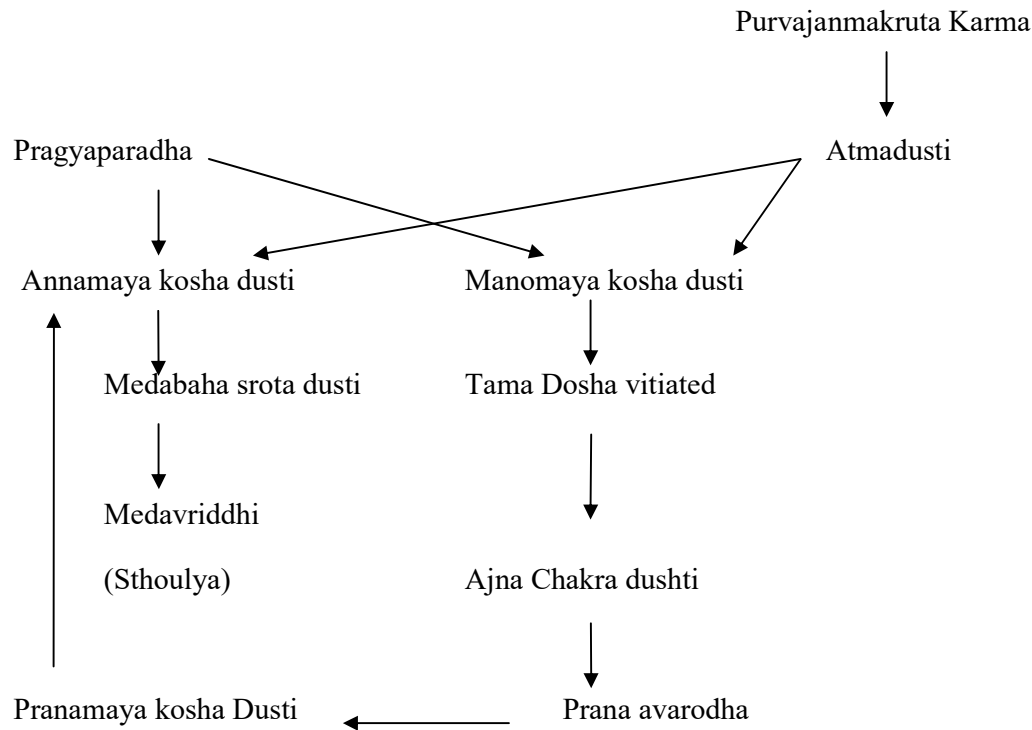 Purvajanmakruta Karma
Pragyaparadha
Atmadusti
Annamaya kosha dusti
Manomaya kosha dusti
Medabaha srota dusti
Tama Dosha vitiated
Medavriddhi
(Sthoulya)
Ajna Chakra dushti
Pranamaya kosha Dusti
Prana avarodha